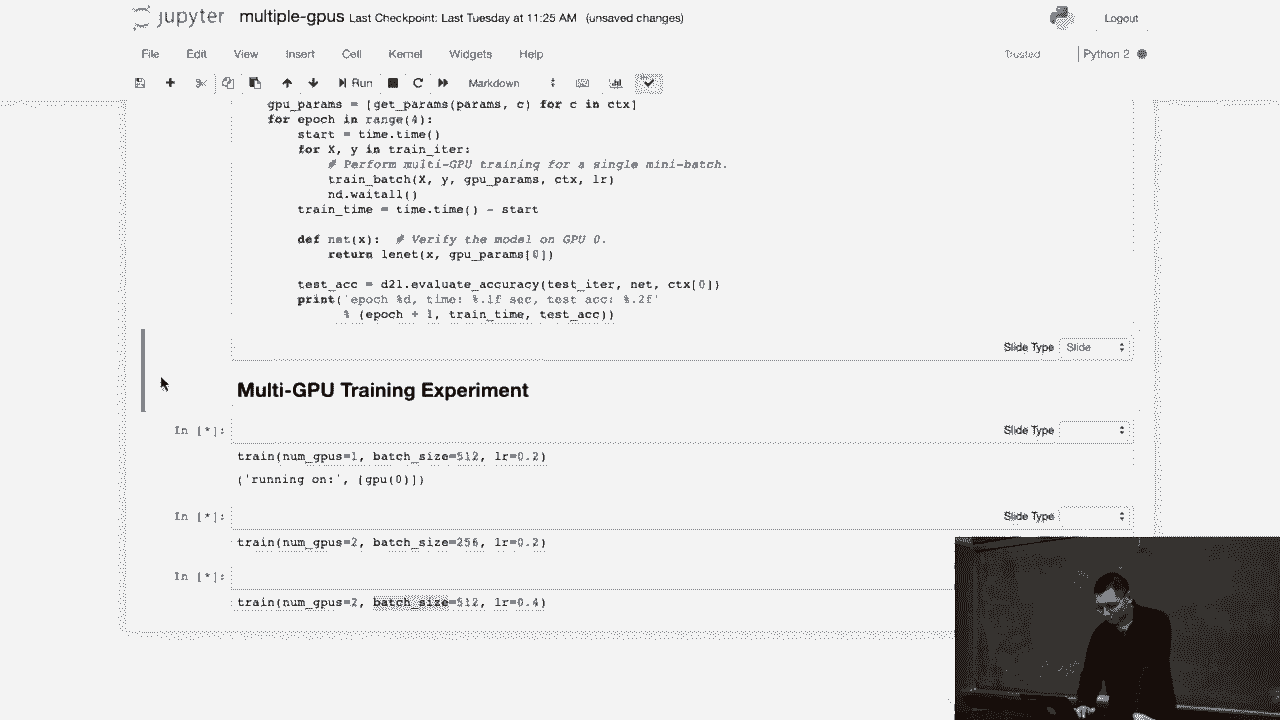 jupyter multiple-gpus Last Checkpoint: Last Tuesday at 11:25 AM (unsaved changes) Logout
File Edit View Insert Cell Kernel Widgets Help Trusted Python 2
Run Markdown
gpu_params = [get_params(params, c) for c in ctx]
for epoch in range(4):
start = time.time()
for X, y in train_iter:
# Perform multi-GPU training for a single mini-batch.
train_batch(X, y, gpu_params, ctx, lr)
nd.waitall()
train_time = time.time() - start
def net(x): # Verify the model on GPU 0.
return lenet(x, gpu_params[0])
test_acc = d2l.evaluate_accuracy(test_iter, net, ctx[0])
print('epoch %d, time: %.1f sec, test acc: %.2f'
% (epoch + 1, train_time, test_acc))
Slide Type Slide
Multi-GPU Training Experiment
In [*]: Slide Type
train(num_gpus=1, batch_size=512, lr=0.2)
('running on:', [gpu(0)])
In [*]: Slide Type
train(num_gpus=2, batch_size=256, lr=0.2)
In [*]:
train(num_gpus=2, batch_size=512, lr=0.4)